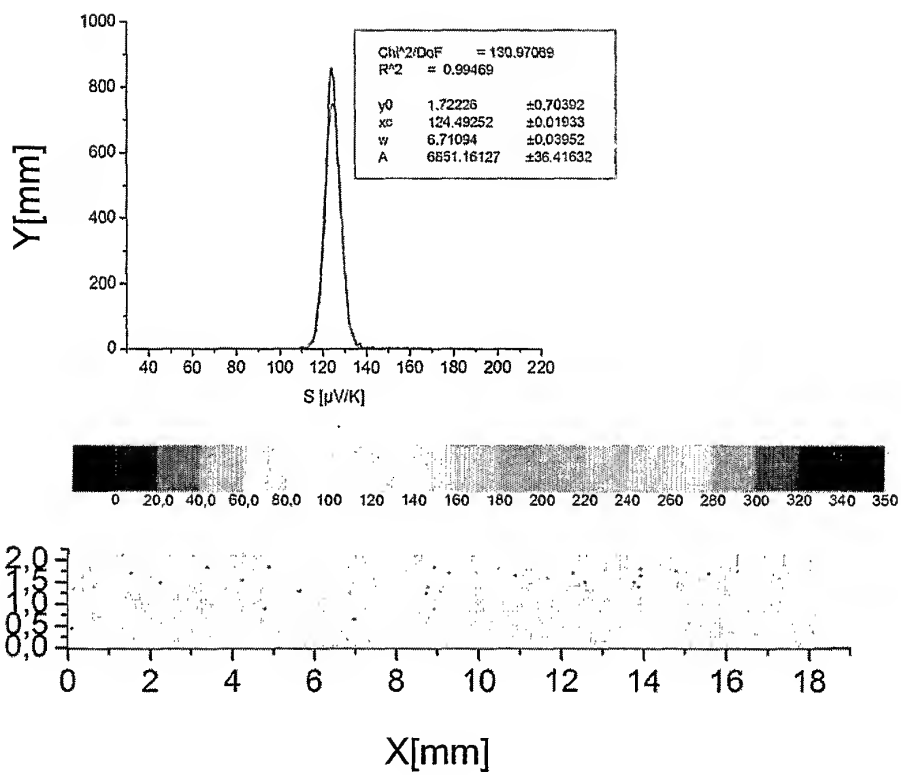 1000
Chi^2/DoF = 130.97089
R^2 = 0.99469
y0 1.72226 ±0.70392
xc 124.49252 ±0.01933
w 6.71094 ±0.03952
A 6851.16127 ±36.41632
800
600
400
200
0
Y[mm]
40 60 80 100 120 140 160 180 200 220
S [µV/K]
0 20,0 40,0 60,0 80,0 100 120 140 160 180 200 220 240 260 280 300 320 340 350
2,0
1,5
1,0
0,5
0,0
0 2 4 6 8 10 12 14 16 18
X[mm]